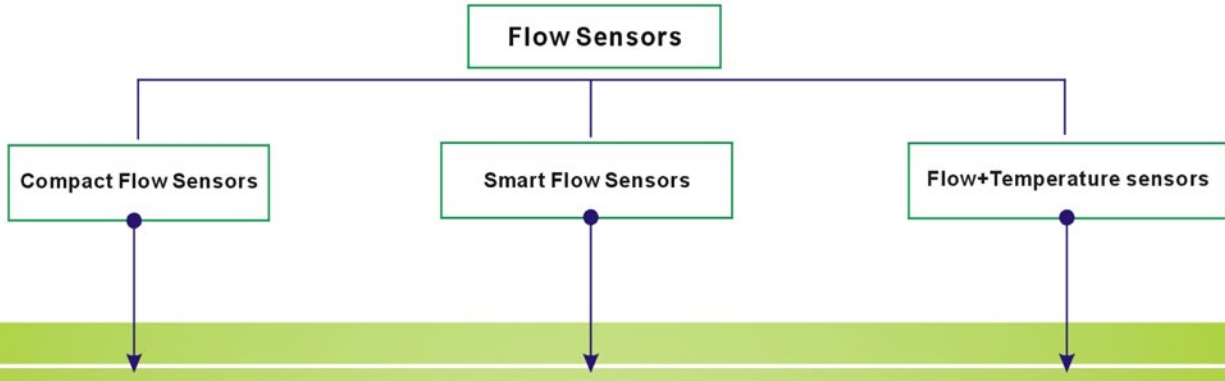 Flow Sensors
Compact Flow Sensors
Smart Flow Sensors
Flow+Temperature sensors